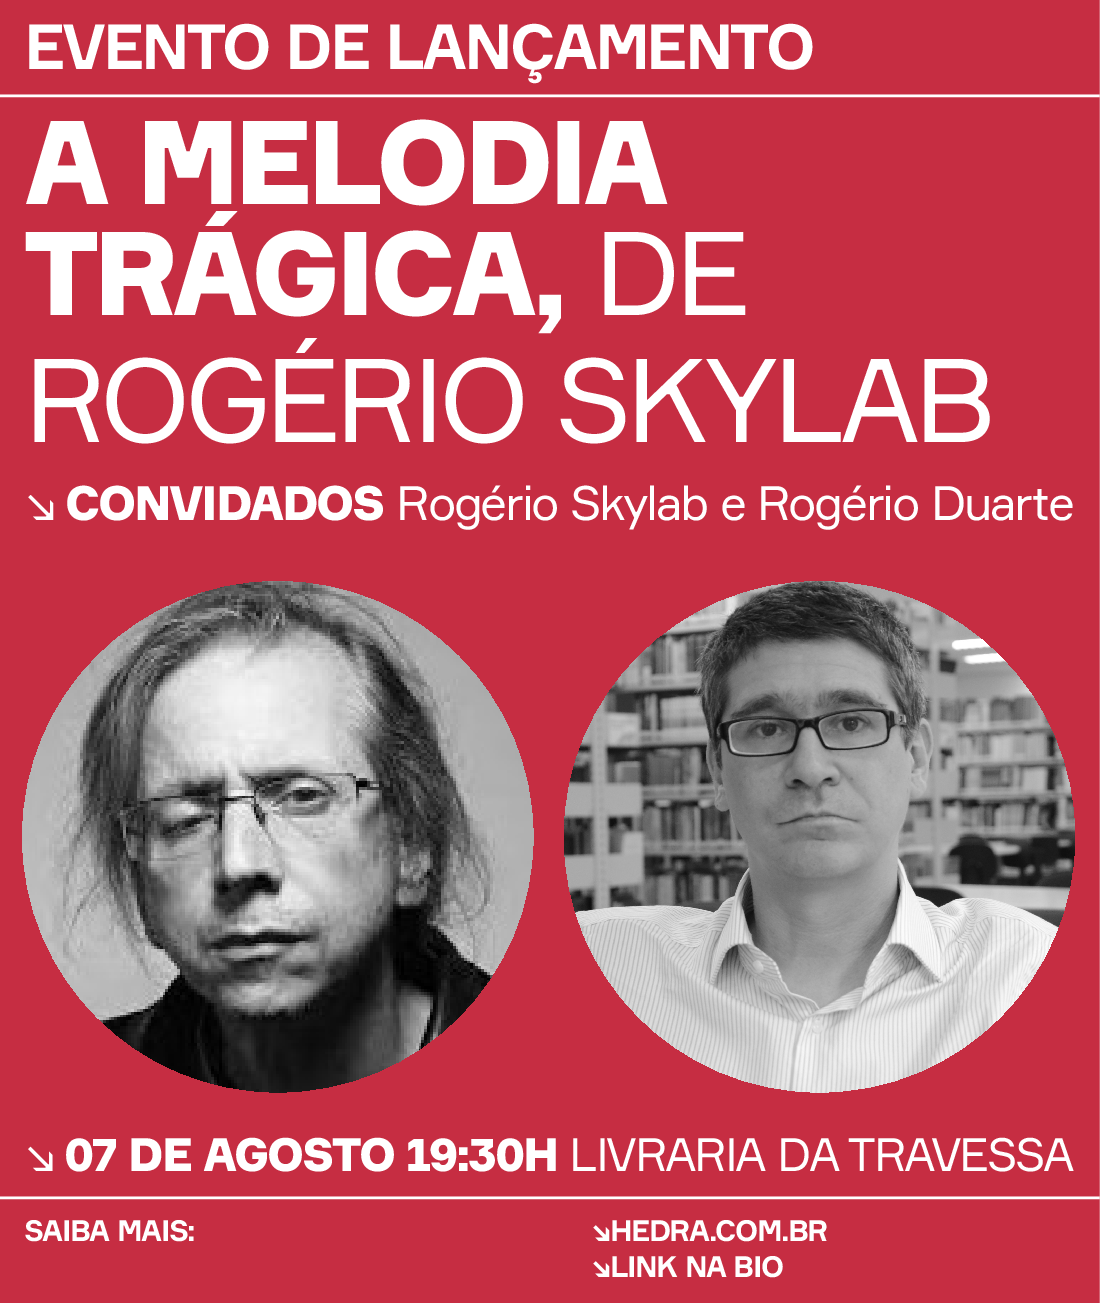 EVENTO DE LANÇAMENTO
A MELODIA
TRÁGICA, DE
ROGÉRIO SKYLAB
↘ CONVIDADOS Rogério Skylab e Rogério Duarte
↘ 07 DE AGOSTO 19:30H LIVRARIA DA TRAVESSA
SAIBA MAIS:
↘HEDRA.COM.BR
↘LINK NA BIO